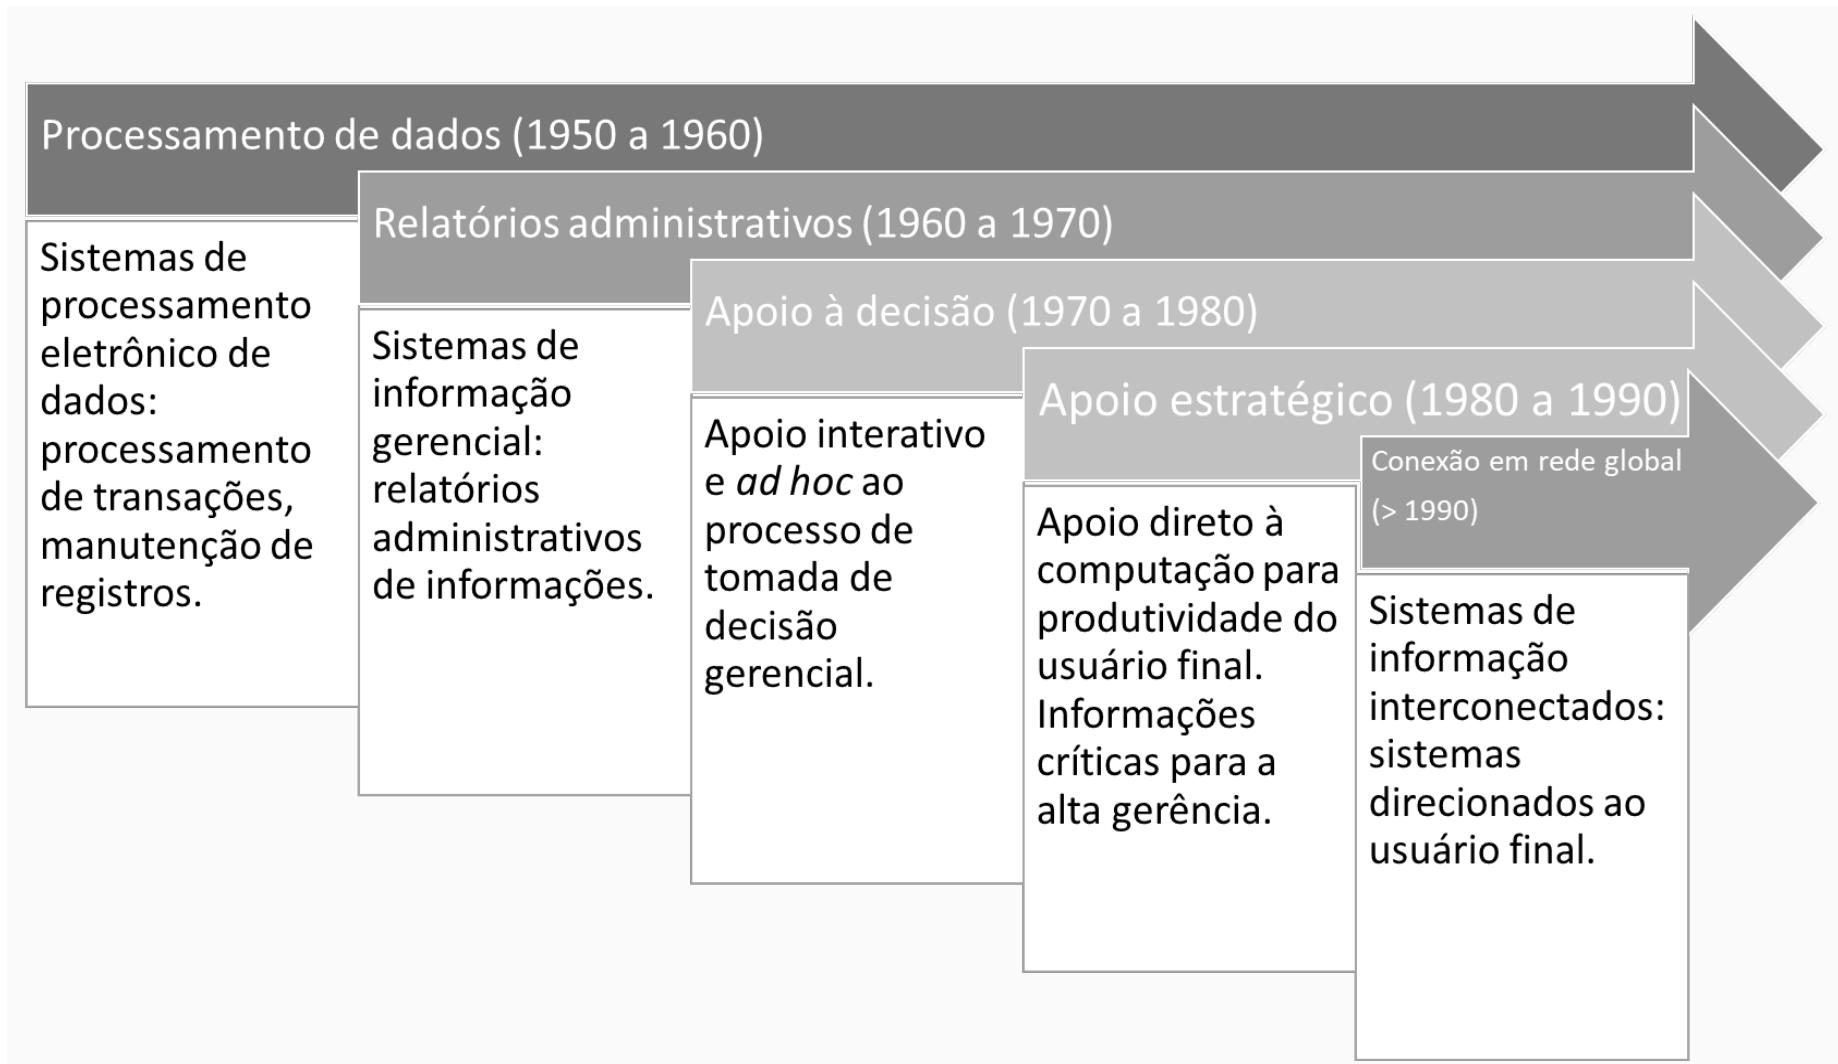 Processamento de dados (1950 a 1960)
Sistemas de
processamento
eletrônico de
dados:
processamento
de transações,
manutenção de
registros.
Relatórios administrativos (1960 a 1970)
Sistemas de
informação
gerencial:
relatórios
administrativos
de informações.
Apoio à decisão (1970 a 1980)
Apoio interativo
e ad hoc ao
processo de
tomada de
decisão
gerencial.
Apoio estratégico (1980 a 1990)
Apoio direto à
computação para
produtividade do
usuário final.
Informações
críticas para a
alta gerência.
Conexão em rede global
(> 1990)
Sistemas de
informação
interconectados:
sistemas
direcionados ao
usuário final.